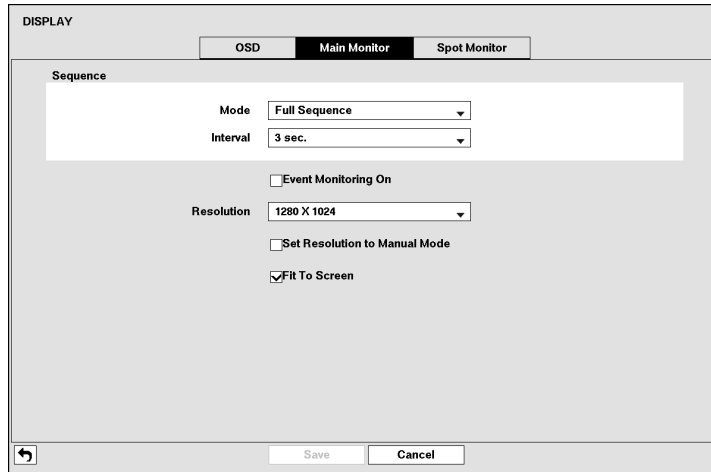 DISPLAY
OSD Main Monitor Spot Monitor
Sequence
Mode Full Sequence
Interval 3 sec.
Event Monitoring On
Resolution 1280 X 1024
Set Resolution to Manual Mode
Fit To Screen
Save Cancel